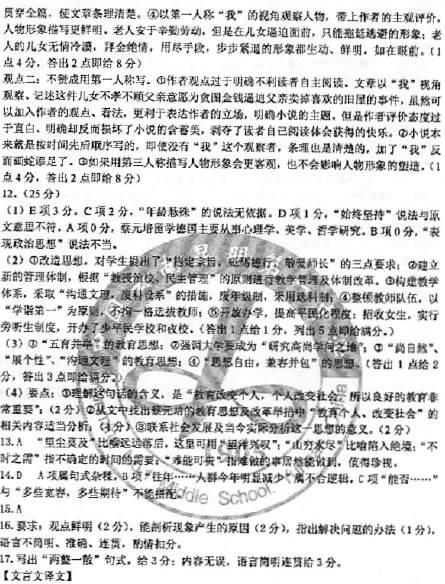 贯穿全篇，使文章条理清楚。④以第一人称“我”的视角观察人物，带上作者的主观评价，
人物形象描写更鲜明。老人安于辛勤劳动，但是在儿女逼迫面前，只能拖延逃避的形象；老
人的儿女无情冷漠，拜金绝情，用尽手段，步步紧逼的形象都生动、鲜明，如在眼前。（1
点4分，答出2点即给8分）
观点二：不赞成用第一人称写。①作者观点过于明确不利读者自主阅读。文章以“我”视角
观察、记述这件儿女不孝不顾父亲意愿为贪图金钱逼迫父亲卖掉喜欢的旧屋的事件，虽然可
以加入作者的观点、看法，更利于表达作者的立场，明确小说的主题。但是作者评价态度过
于直白、明确却反而损坏了小说的含蓄美，剥夺了读者自己阅读体会获得的快乐。②小说本
来就是按时间先后顺序写的，即使没有“我”这个观察者，条理也是清楚的，加了“我”反
而画蛇添足了。③如采用第三人称描写人物形象会更客观，也不会影响人物形象的塑造。（1
点4分，答出2点即给8分）
12.（25分）
（1）E项3分。C项2分，“年龄悬殊”的说法无依据。D项1分，“始终坚持”说法与原
文意思不符，A项0分，蔡元培留学德国主要从事心理学、美学、哲学研究。B项0分，“表
现政治思想”说法不当。
（2）①改造思想，对学生提出了“抱定宗旨，砥砺德行，敬爱师长”的三点要求；②建立
新的管理体制，根据“教授治校、民主管理”的原则进行教学管理及体制改革。③构建教学
体系，采取“沟通文理，废科设系”的措施，废年级制，采用选科制；④整顿教师队伍，以
“学诣第一”为原则，不拘一格选拔教师；⑤开放办学，提高平民化程度：招收女生，实行
旁听生制度，开办了少年民学校和夜校。（答出1点给1分，列出5点即给满分。）
（3）①“五育并举”的教育思想；②强调大学要成为“研究高尚学问之地”；③“尚自然”、
“展个性”、“沟通文理”的教育思想；④“思想自由，兼容并包”的思想。（答出1点给2
分，答出3点即给满分。）
（4）要点：①理解这句话的含义，是“教育改变个人，个人改变社会，所以良好的教育非
常重要”；（2分）②从文中找出蔡元培的教育思想及改革举措中“教育个人、改变社会”的
相关内容适当分析；（4分）③联系社会发展及当今实际分析这一思想的意义。（2分）
13.A “望尘莫及”比喻远远落后，这里可用“望洋兴叹”；“山穷水尽”比喻陷入绝境；“不
时之需”指不确定的时间的需要；“难能可贵”指难做的事居然能做到，值得珍视。
14.D A项属句式杂糅，B项“往年……人群今年明显减少”属不合逻辑，C项“能否……”
与“多些宽容，多些期待”不能搭配。
15.A
16.要求：观点鲜明（2分），能剖析现象产生的原因（2分），指出解决问题的办法（1分），
语言不简明、准确、连贯，酌情扣分。
17.写出“两整一散”句式，给3分；内容无误，语言简明连贯给3分。
【文言文译文】
Middle School